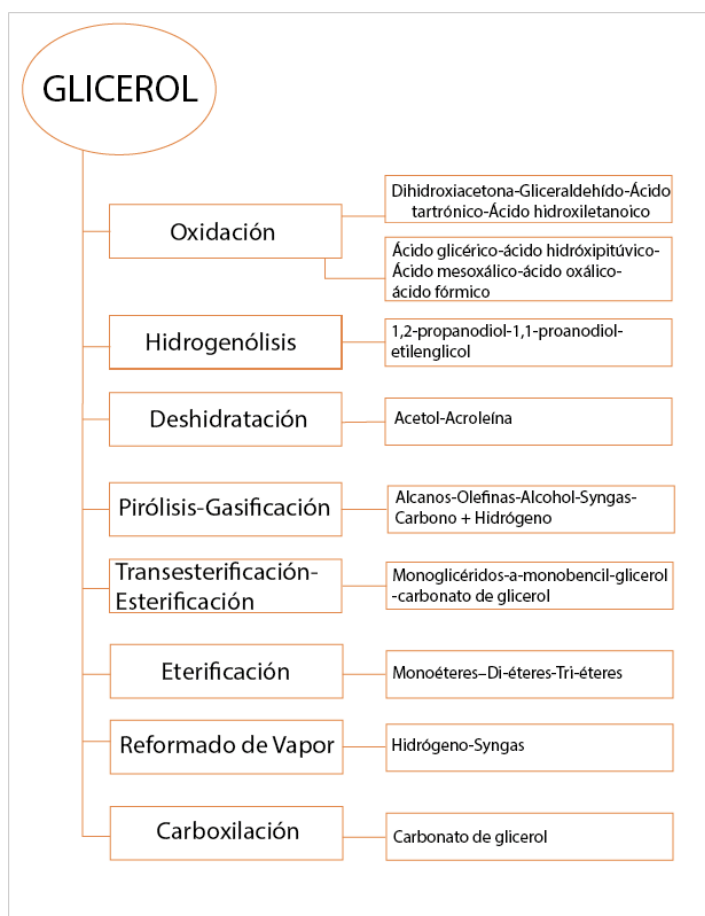 GLICEROL
Oxidación
Dihidroxiacetona-Gliceraldehído-Ácido
tartrónico-Ácido hidroxiletanoico
Ácido glicérico-ácido hidróxipitúvico-
Ácido mesoxálico-ácido oxálico-
ácido fórmico
Hidrogenólisis
1,2-propanodiol-1,1-proanodiol-
etilenglicol
Deshidratación
Acetol-Acroleína
Pirólisis-Gasificación
Alcanos-Olefinas-Alcohol-Syngas-
Carbono + Hidrógeno
Transesterificación-
Esterificación
Monoglicéridos-a-monobencil-glicerol
-carbonato de glicerol
Eterificación
Monoéteres–Di-éteres-Tri-éteres
Reformado de Vapor
Hidrógeno-Syngas
Carboxilación
Carbonato de glicerol